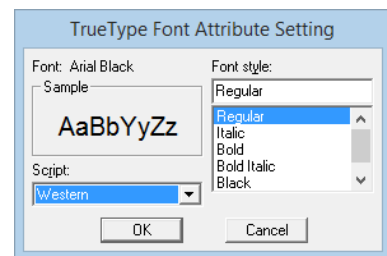 TrueType Font Attribute Setting
Font: Arial Black
Font style:
Sample
AaBbYyZz
Regular
Regular
Italic
Bold
Bold Italic
Black
Script:
Western
OK
Cancel